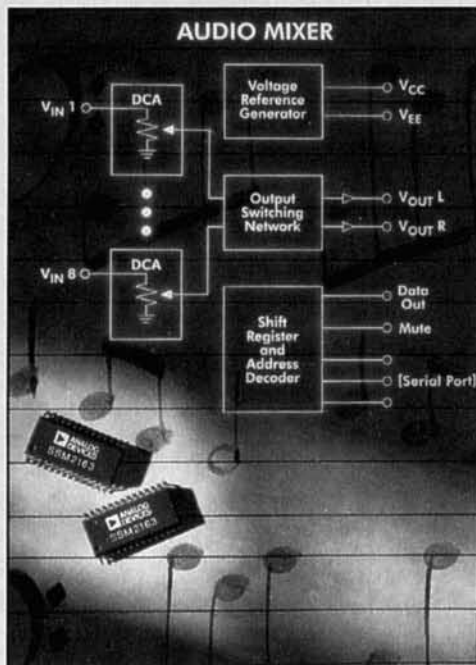 AUDIO MIXER
DCA
VIN 1
Voltage
Reference
Generator
VCC
VEE
Output
Switching
Network
VOUT L
VOUT R
DCA
VIN 8
Shift
Register
and
Address
Decoder
Data
Out
Mute
[Serial Port]
ANALOG
DEVICES
SSM2163
ANALOG
DEVICES
SSM2163